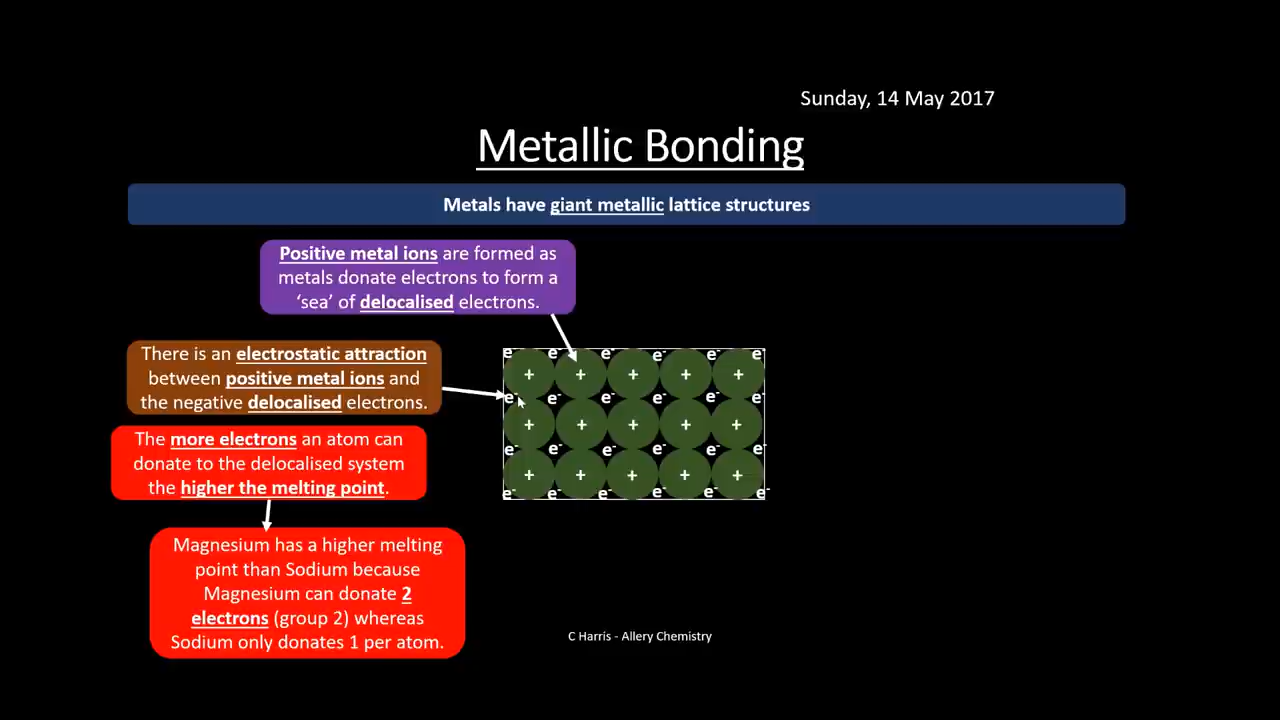 Sunday, 14 May 2017
Metallic Bonding
Metals have giant metallic lattice structures
Positive metal ions are formed as
metals donate electrons to form a
‘sea’ of delocalised electrons.
There is an electrostatic attraction
between positive metal ions and
the negative delocalised electrons.
The more electrons an atom can
donate to the delocalised system
the higher the melting point.
Magnesium has a higher melting
point than Sodium because
Magnesium can donate 2
electrons (group 2) whereas
Sodium only donates 1 per atom.
e⁻ e⁻ e⁻ e⁻ e⁻ e⁻
+ + + + +
e⁻ e⁻ e⁻ e⁻ e⁻ e⁻
+ + + + +
e⁻ e⁻ e⁻ e⁻ e⁻ e⁻
+ + + + +
e⁻ e⁻ e⁻ e⁻ e⁻ e⁻
C Harris - Allery Chemistry